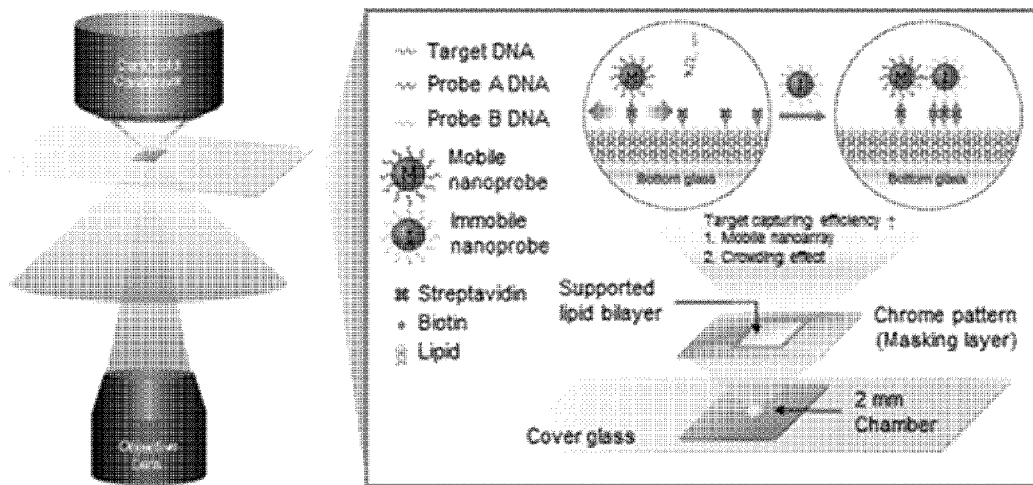 Target DNA
Probe A DNA
Probe B DNA
M
Mobile
nanoprobe
I
Immobile
nanoprobe
Streptavidin
Biotin
Lipid
M
Bottom glass
I
M
I
Bottom glass
Target capturing efficiency
1. Mobile nanoarray
2. Crowding effect
Supported
lipid bilayer
Chrome pattern
(Masking layer)
2 mm
Chamber
Cover glass